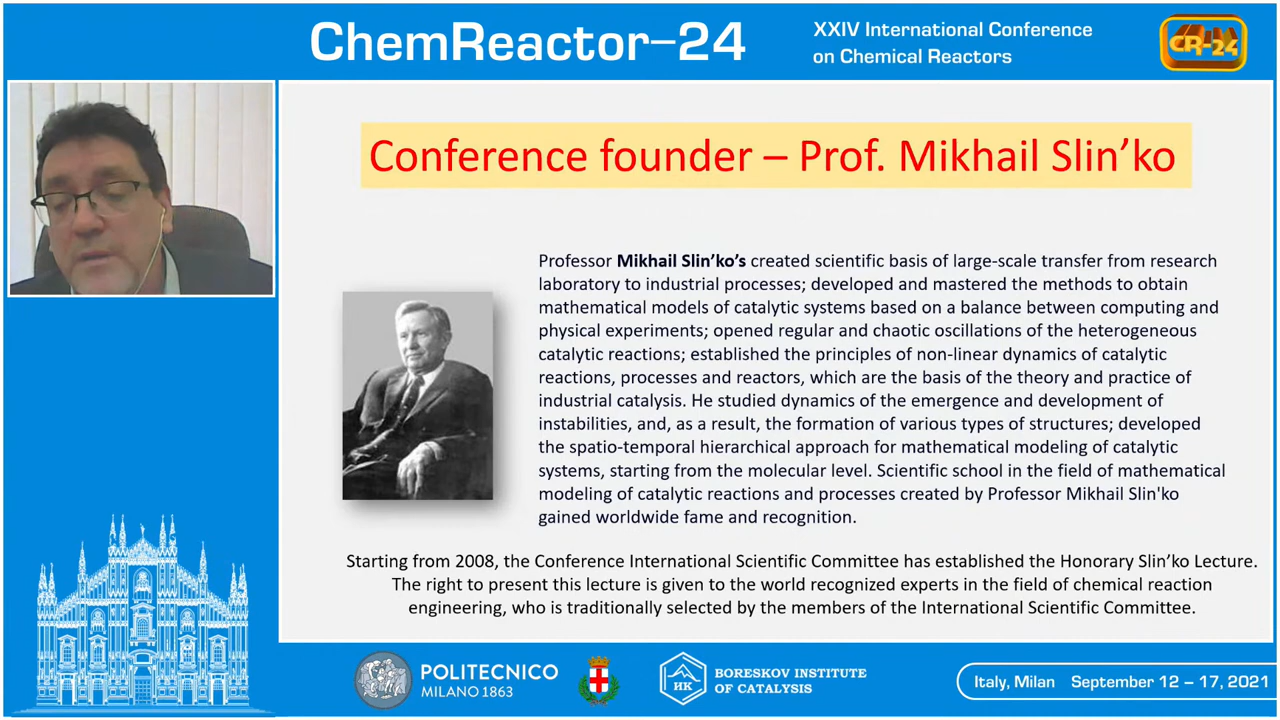 ChemReactor–24
XXIV International Conference
on Chemical Reactors
CR-24
Conference founder – Prof. Mikhail Slin’ko
Professor Mikhail Slin’ko’s created scientific basis of large-scale transfer from research
laboratory to industrial processes; developed and mastered the methods to obtain
mathematical models of catalytic systems based on a balance between computing and
physical experiments; opened regular and chaotic oscillations of the heterogeneous
catalytic reactions; established the principles of non-linear dynamics of catalytic
reactions, processes and reactors, which are the basis of the theory and practice of
industrial catalysis. He studied dynamics of the emergence and development of
instabilities, and, as a result, the formation of various types of structures; developed
the spatio-temporal hierarchical approach for mathematical modeling of catalytic
systems, starting from the molecular level. Scientific school in the field of mathematical
modeling of catalytic reactions and processes created by Professor Mikhail Slin'ko
gained worldwide fame and recognition.
Starting from 2008, the Conference International Scientific Committee has established the Honorary Slin’ko Lecture.
The right to present this lecture is given to the world recognized experts in the field of chemical reaction
engineering, who is traditionally selected by the members of the International Scientific Committee.
POLITECNICO
MILANO 1863
ИК
BORESKOV INSTITUTE
OF CATALYSIS
Italy, Milan September 12 – 17, 2021